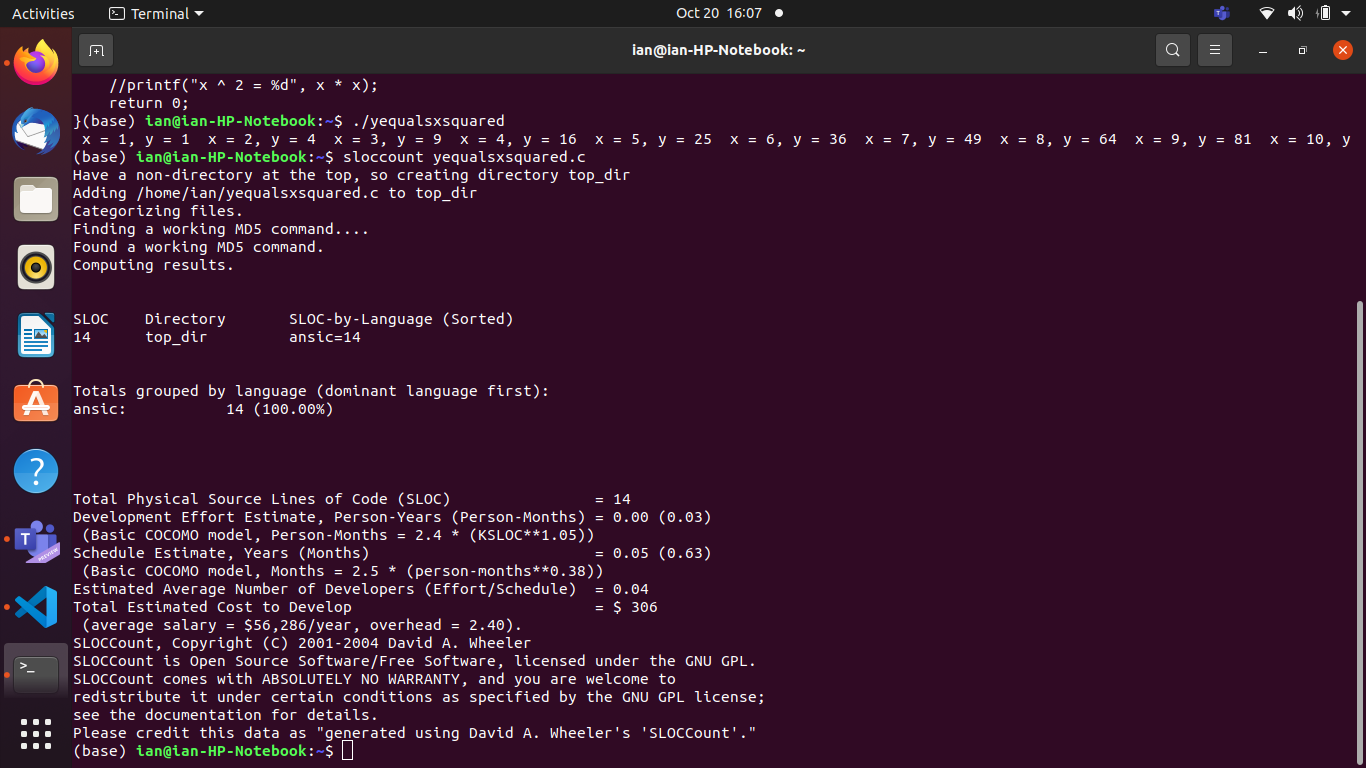 Activities Terminal Oct 20 16:07
ian@ian-HP-Notebook: ~
//printf("x ^ 2 = %d", x * x);
return 0;
}(base) ian@ian-HP-Notebook:~$ ./yequalsxsquared
x = 1, y = 1  x = 2, y = 4  x = 3, y = 9  x = 4, y = 16  x = 5, y = 25  x = 6, y = 36  x = 7, y = 49  x = 8, y = 64  x = 9, y = 81  x = 10, y
(base) ian@ian-HP-Notebook:~$ sloccount yequalsxsquared.c
Have a non-directory at the top, so creating directory top_dir
Adding /home/ian/yequalsxsquared.c to top_dir
Categorizing files.
Finding a working MD5 command....
Found a working MD5 command.
Computing results.
SLOC    Directory       SLOC-by-Language (Sorted)
14      top_dir         ansic=14
Totals grouped by language (dominant language first):
ansic:           14 (100.00%)
Total Physical Source Lines of Code (SLOC)                = 14
Development Effort Estimate, Person-Years (Person-Months) = 0.00 (0.03)
(Basic COCOMO model, Person-Months = 2.4 * (KSLOC**1.05))
Schedule Estimate, Years (Months)                         = 0.05 (0.63)
(Basic COCOMO model, Months = 2.5 * (person-months**0.38))
Estimated Average Number of Developers (Effort/Schedule)  = 0.04
Total Estimated Cost to Develop                           = $ 306
(average salary = $56,286/year, overhead = 2.40).
SLOCCount, Copyright (C) 2001-2004 David A. Wheeler
SLOCCount is Open Source Software/Free Software, licensed under the GNU GPL.
SLOCCount comes with ABSOLUTELY NO WARRANTY, and you are welcome to
redistribute it under certain conditions as specified by the GNU GPL license;
see the documentation for details.
Please credit this data as "generated using David A. Wheeler's 'SLOCCount'."
(base) ian@ian-HP-Notebook:~$